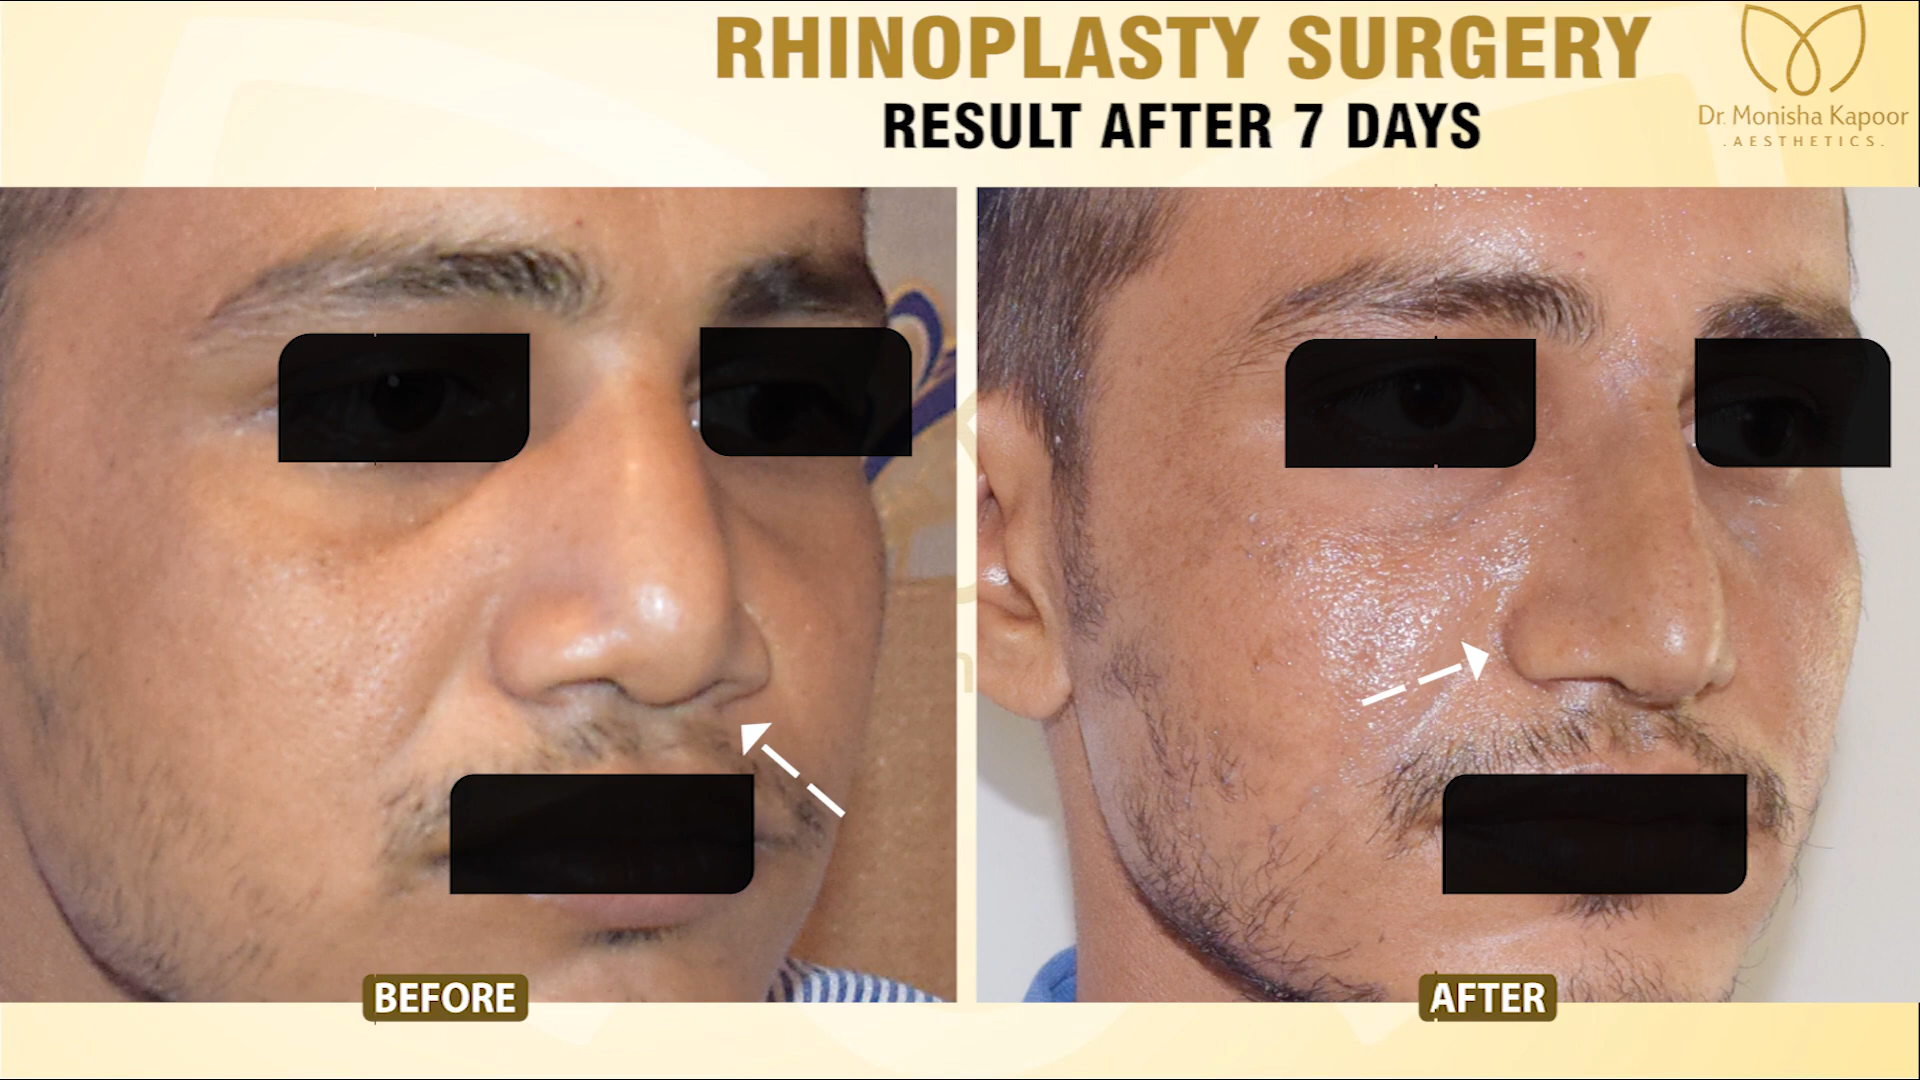 RHINOPLASTY SURGERY
RESULT AFTER 7 DAYS
Dr. Monisha Kapoor
. AESTHETICS .
BEFORE
AFTER